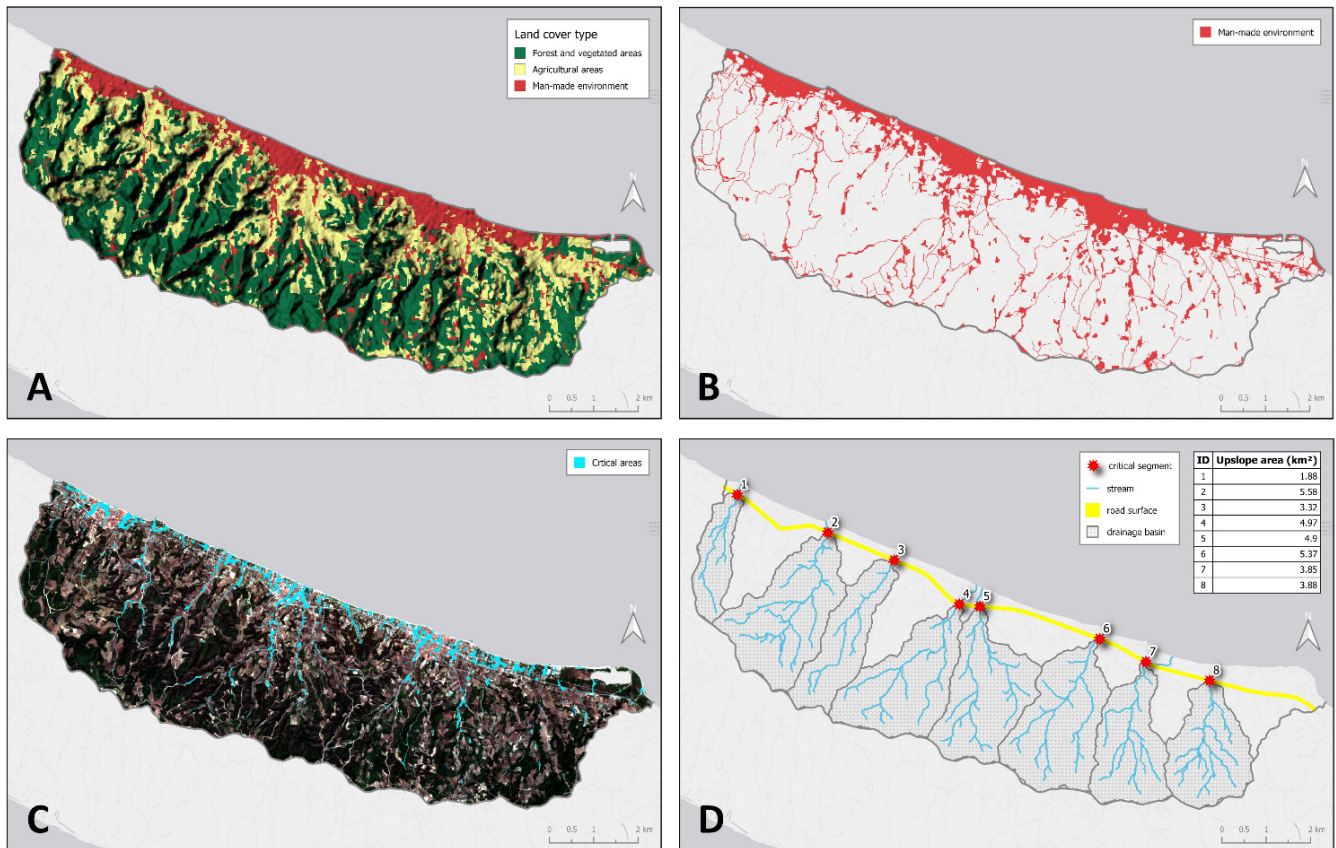 Land cover type
Forest and vegetated areas
Agricultural areas
Man-made environment
N
A
0 0.5 1 2 km
Man-made environment
N
B
0 0.5 1 2 km
Crtical areas
N
C
0 0.5 1 2 km
critical segment
stream
road surface
drainage basin
ID Upslope area (km²)
1 1.88
2 5.58
3 3.32
4 4.97
5 4.9
6 5.37
7 3.85
8 3.88
1
2
3
4
5
6
7
8
N
D
0 0.5 1 2 km